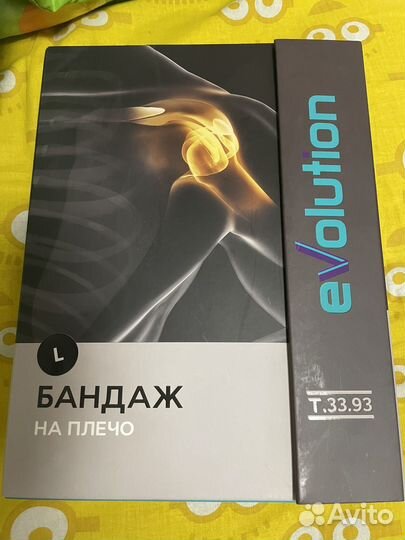 L
БАНДАЖ
НА ПЛЕЧО
evolution
T.33.93
Avito